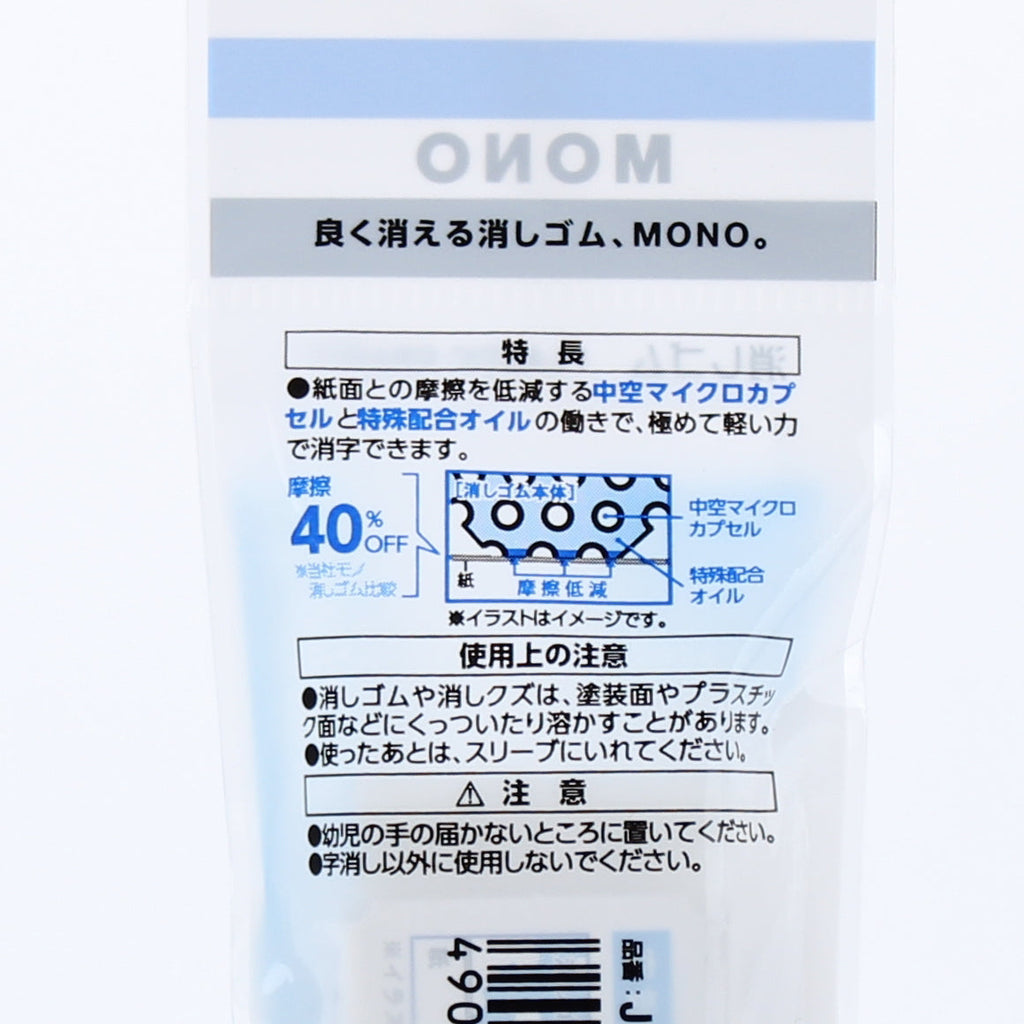 MONO
良く消える消しゴム、MONO。
消しゴム
特 長
●紙面との摩擦を低減する中空マイクロカプ
セルと特殊配合オイルの働きで、極めて軽い力
で消字できます。
摩擦
40%OFF
※当社モノ
消しゴム比較
[消しゴム本体]
中空マイクロ
カプセル
特殊配合
オイル
紙
摩擦低減
※イラストはイメージです。
使用上の注意
●消しゴムや消しクズは、塗装面やプラスチッ
ク面などにくっついたり溶かすことがあります。
●使ったあとは、スリーブにいれてください。
⚠ 注 意
●幼児の手の届かないところに置いてください。
●字消し以外に使用しないでください。
490
品番:J